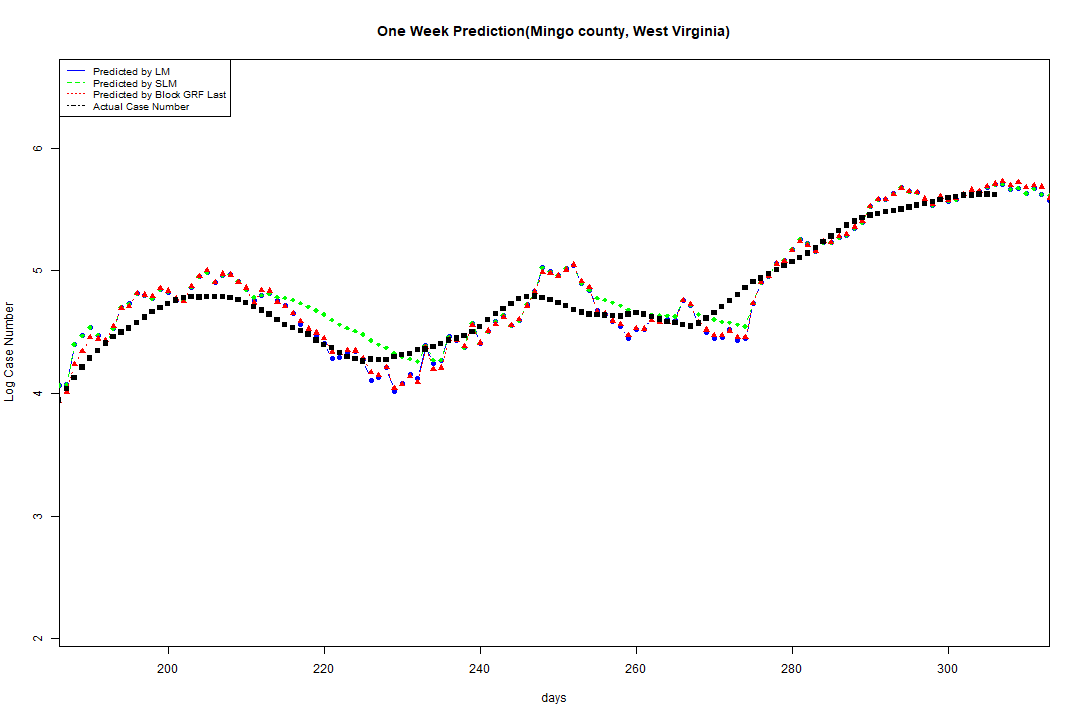 One Week Prediction(Mingo county, West Virginia)
Predicted by LM
Predicted by SLM
Predicted by Block GRF Last
Actual Case Number
6
5
4
3
2
Log Case Number
200 220 240 260 280 300
days